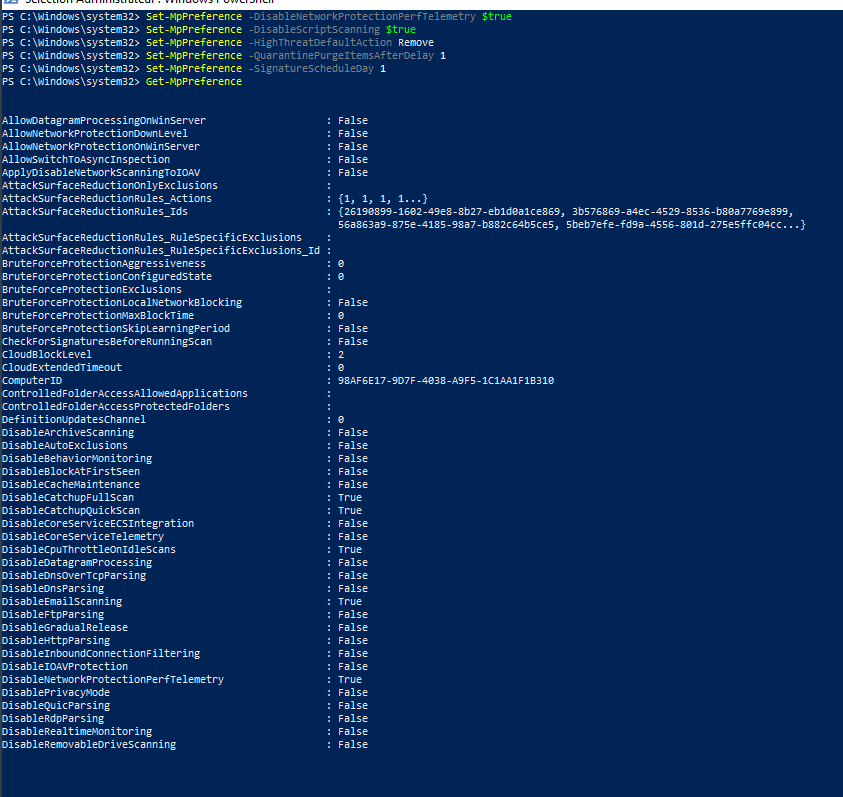 Sélection Administrateur : Windows PowerShell
PS C:\Windows\system32> Set-MpPreference -DisableNetworkProtectionPerfTelemetry $true
PS C:\Windows\system32> Set-MpPreference -DisableScriptScanning $true
PS C:\Windows\system32> Set-MpPreference -HighThreatDefaultAction Remove
PS C:\Windows\system32> Set-MpPreference -QuarantinePurgeItemsAfterDelay 1
PS C:\Windows\system32> Set-MpPreference -SignatureScheduleDay 1
PS C:\Windows\system32> Get-MpPreference
AllowDatagramProcessingOnWinServer : False
AllowNetworkProtectionDownLevel : False
AllowNetworkProtectionOnWinServer : False
AllowSwitchToAsyncInspection : False
ApplyDisableNetworkScanningToIOAV : False
AttackSurfaceReductionOnlyExclusions :
AttackSurfaceReductionRules_Actions : {1, 1, 1, 1...}
AttackSurfaceReductionRules_Ids : {26190899-1602-49e8-8b27-eb1d0a1ce869, 3b576869-a4ec-4529-8536-b80a7769e899,
56a863a9-875e-4185-98a7-b882c64b5ce5, 5beb7efe-fd9a-4556-801d-275e5ffc04cc...}
AttackSurfaceReductionRules_RuleSpecificExclusions :
AttackSurfaceReductionRules_RuleSpecificExclusions_Id :
BruteForceProtectionAggressiveness : 0
BruteForceProtectionConfiguredState : 0
BruteForceProtectionExclusions :
BruteForceProtectionLocalNetworkBlocking : False
BruteForceProtectionMaxBlockTime : 0
BruteForceProtectionSkipLearningPeriod : False
CheckForSignaturesBeforeRunningScan : False
CloudBlockLevel : 2
CloudExtendedTimeout : 0
ComputerID : 98AF6E17-9D7F-4038-A9F5-1C1AA1F1B310
ControlledFolderAccessAllowedApplications :
ControlledFolderAccessProtectedFolders :
DefinitionUpdatesChannel : 0
DisableArchiveScanning : False
DisableAutoExclusions : False
DisableBehaviorMonitoring : False
DisableBlockAtFirstSeen : False
DisableCacheMaintenance : False
DisableCatchupFullScan : True
DisableCatchupQuickScan : True
DisableCoreServiceECSIntegration : False
DisableCoreServiceTelemetry : False
DisableCpuThrottleOnIdleScans : True
DisableDatagramProcessing : False
DisableDnsOverTcpParsing : False
DisableDnsParsing : False
DisableEmailScanning : True
DisableFtpParsing : False
DisableGradualRelease : False
DisableHttpParsing : False
DisableInboundConnectionFiltering : False
DisableIOAVProtection : False
DisableNetworkProtectionPerfTelemetry : True
DisablePrivacyMode : False
DisableQuicParsing : False
DisableRdpParsing : False
DisableRealtimeMonitoring : False
DisableRemovableDriveScanning : False